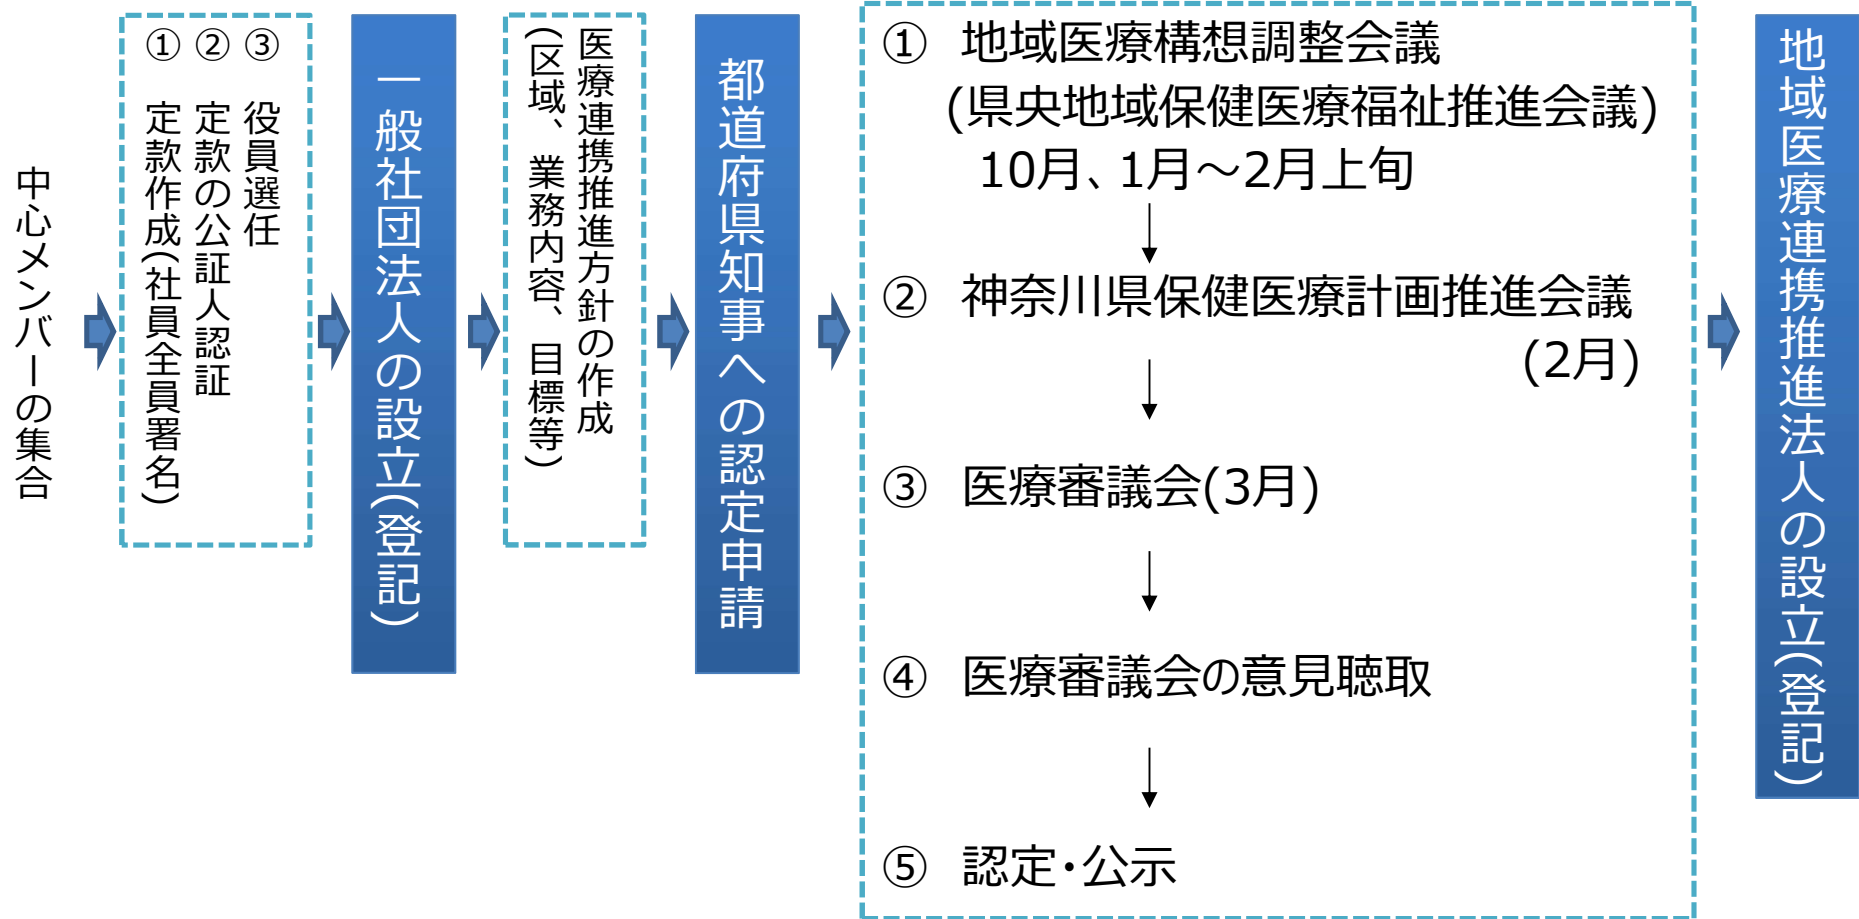 中心メンバーの集合
① 定款作成(社員全員署名)
② 定款の公証人認証
③ 役員選任
一般社団法人の設立(登記)
医療連携推進方針の作成
(区域、業務内容、目標等)
都道府県知事への認定申請
① 地域医療構想調整会議
(県央地域保健医療福祉推進会議)
10月、1月～2月上旬
② 神奈川県保健医療計画推進会議
(2月)
③ 医療審議会(3月)
④ 医療審議会の意見聴取
⑤ 認定・公示
地域医療連携推進法人の設立(登記)